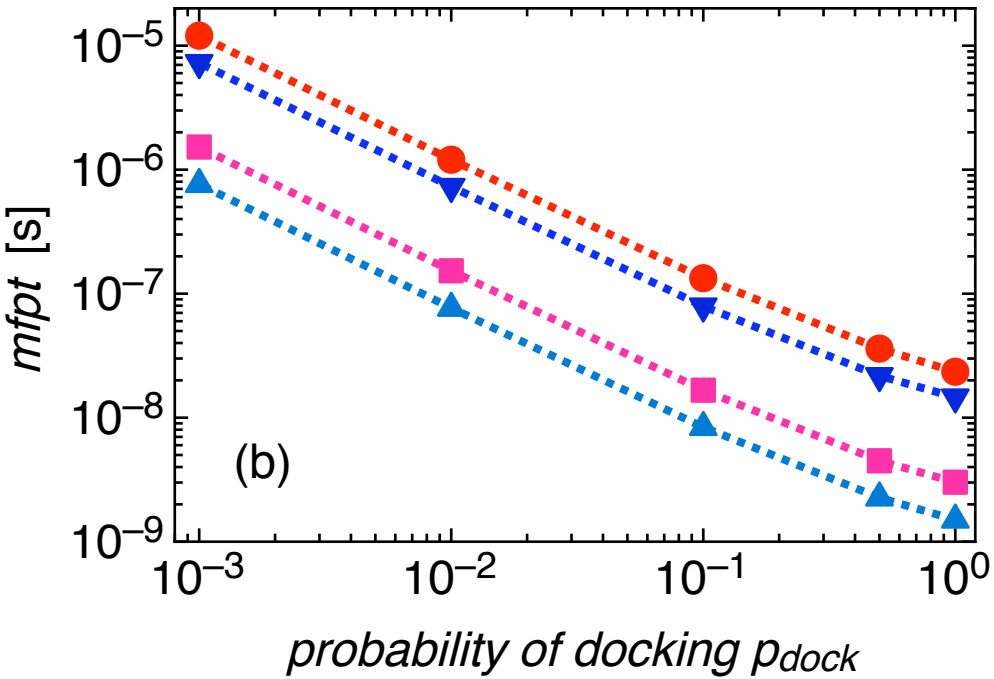 10⁻⁵
10⁻⁶
10⁻⁷
10⁻⁸
10⁻⁹
mfpt [s]
(b)
10⁻³ 10⁻² 10⁻¹ 10⁰
probability of docking p_dock